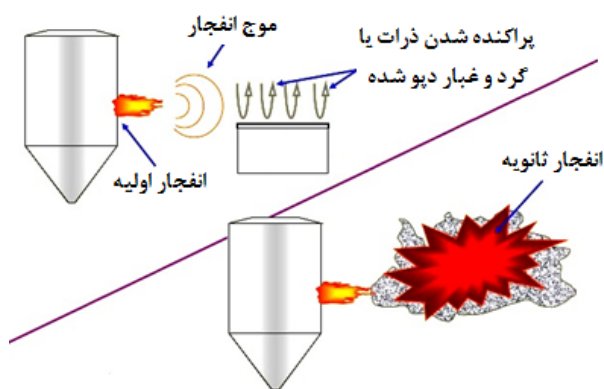 موج انفجار
پراکنده شدن ذرات یا
گرد و غبار دپو شده
انفجار اولیه
انفجار ثانویه